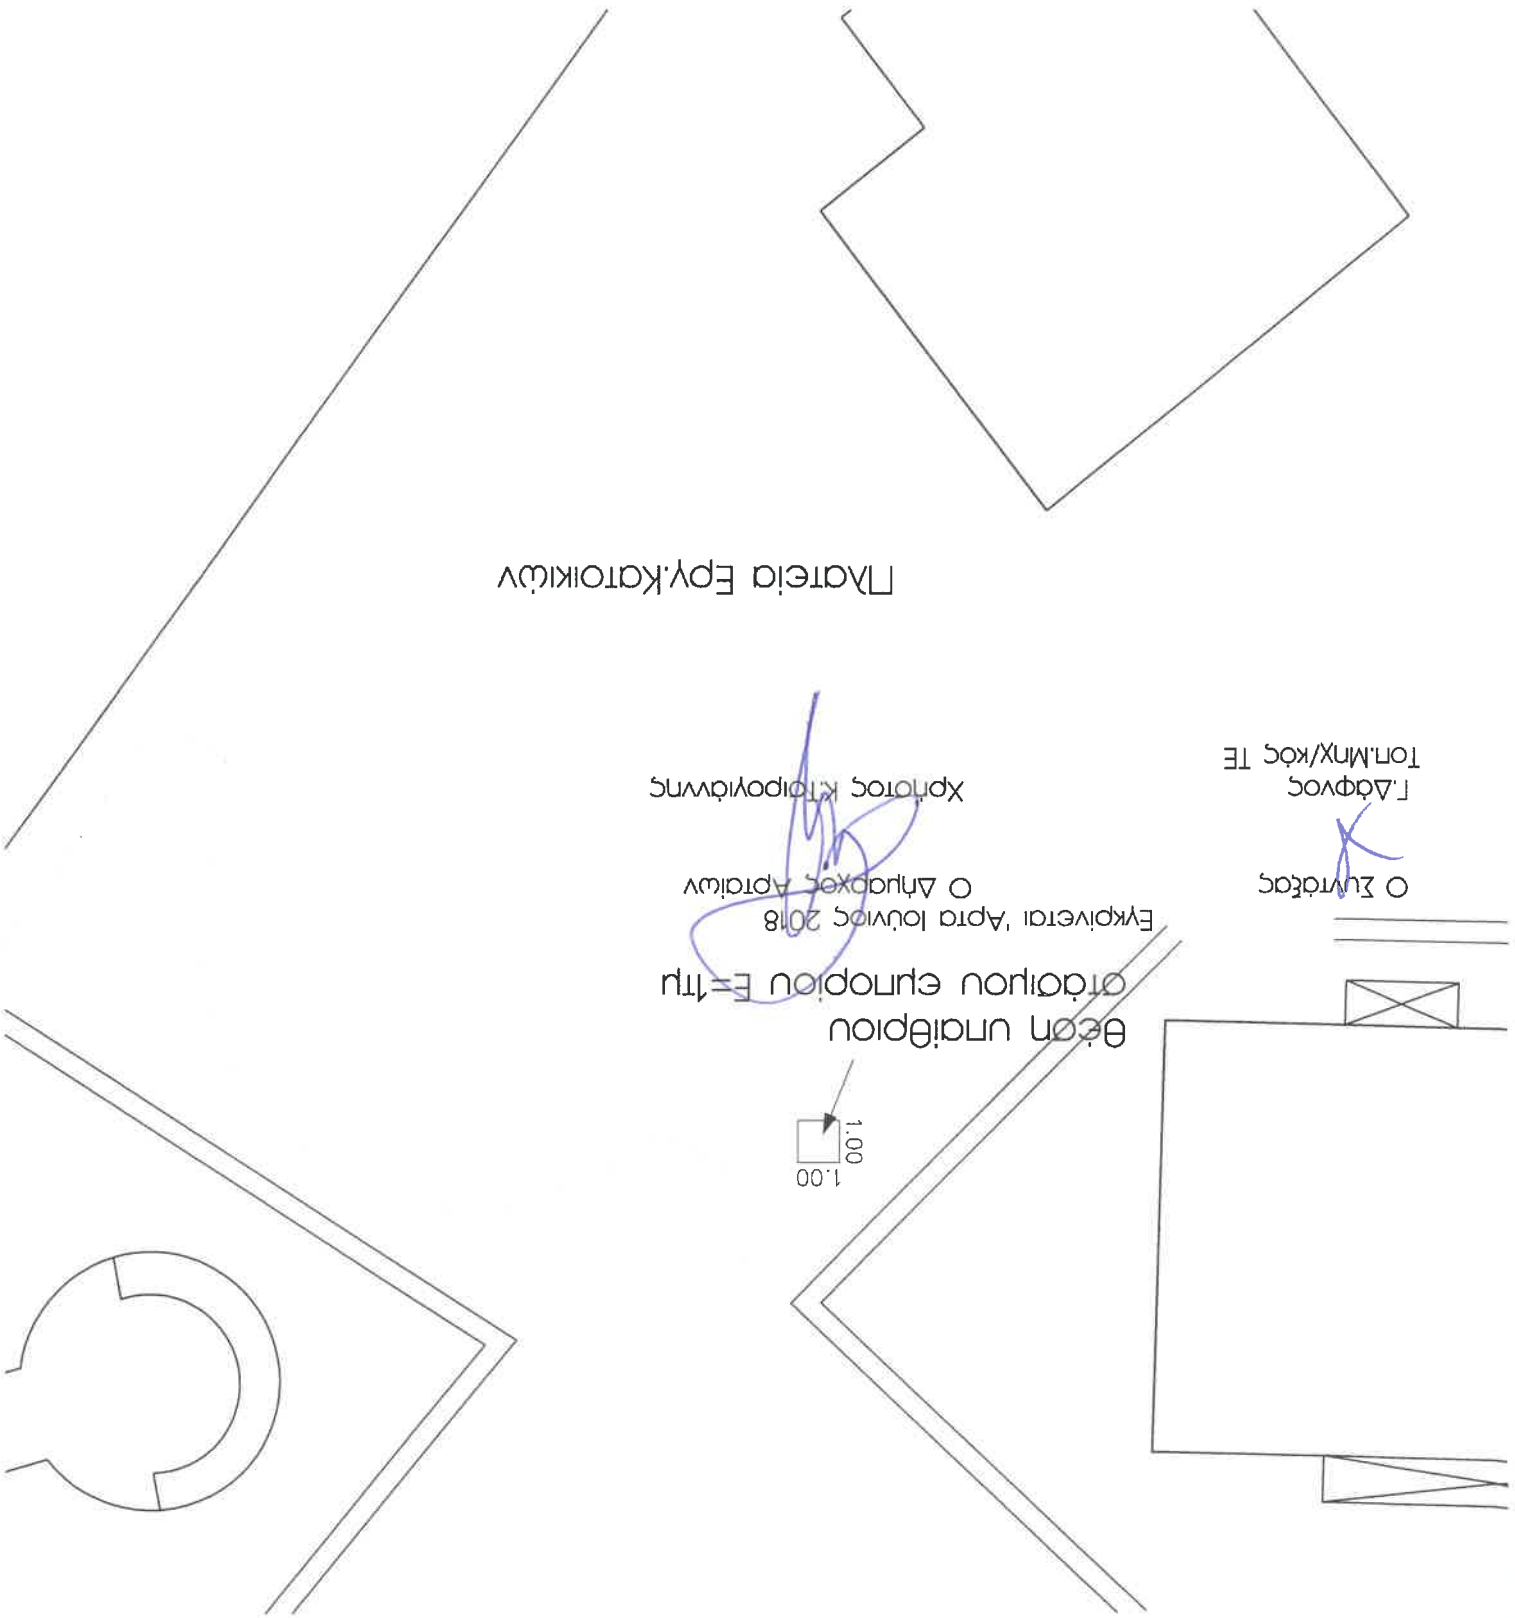 1.00
1.00
Θέση υπαίθριου
στάσιμου εμπορίου Ε=1τμ
Εγκρίνεται 'Αρτα Ιούνιος 2018
Ο Δήμαρχος Αρταίων
Χρήστος Κ.Τσιρογιάννης
Ο Συντάξας
Γ.Δάφνος
Τοπ.Μηχ/κός ΤΕ
Πλατεία Εργ.Κατοικιών